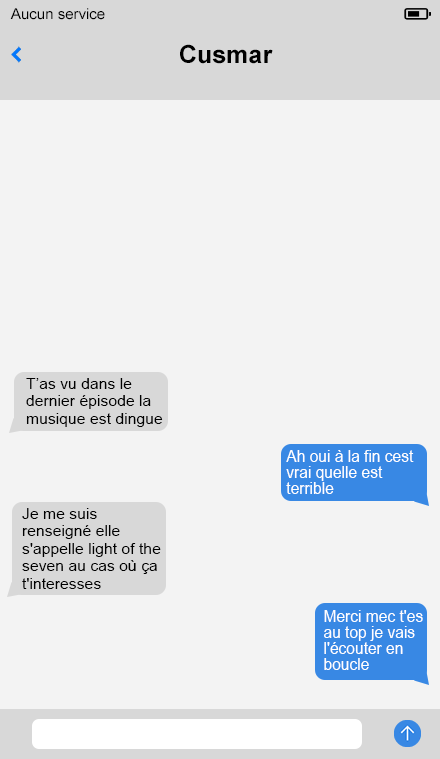 Aucun service
Cusmar
T'as vu dans le
dernier épisode la
musique est dingue
Ah oui à la fin cest
vrai quelle est
terrible
Je me suis
renseigné elle
s'appelle light of the
seven au cas où ça
t'interesses
Merci mec t'es
au top je vais
l'écouter en
boucle